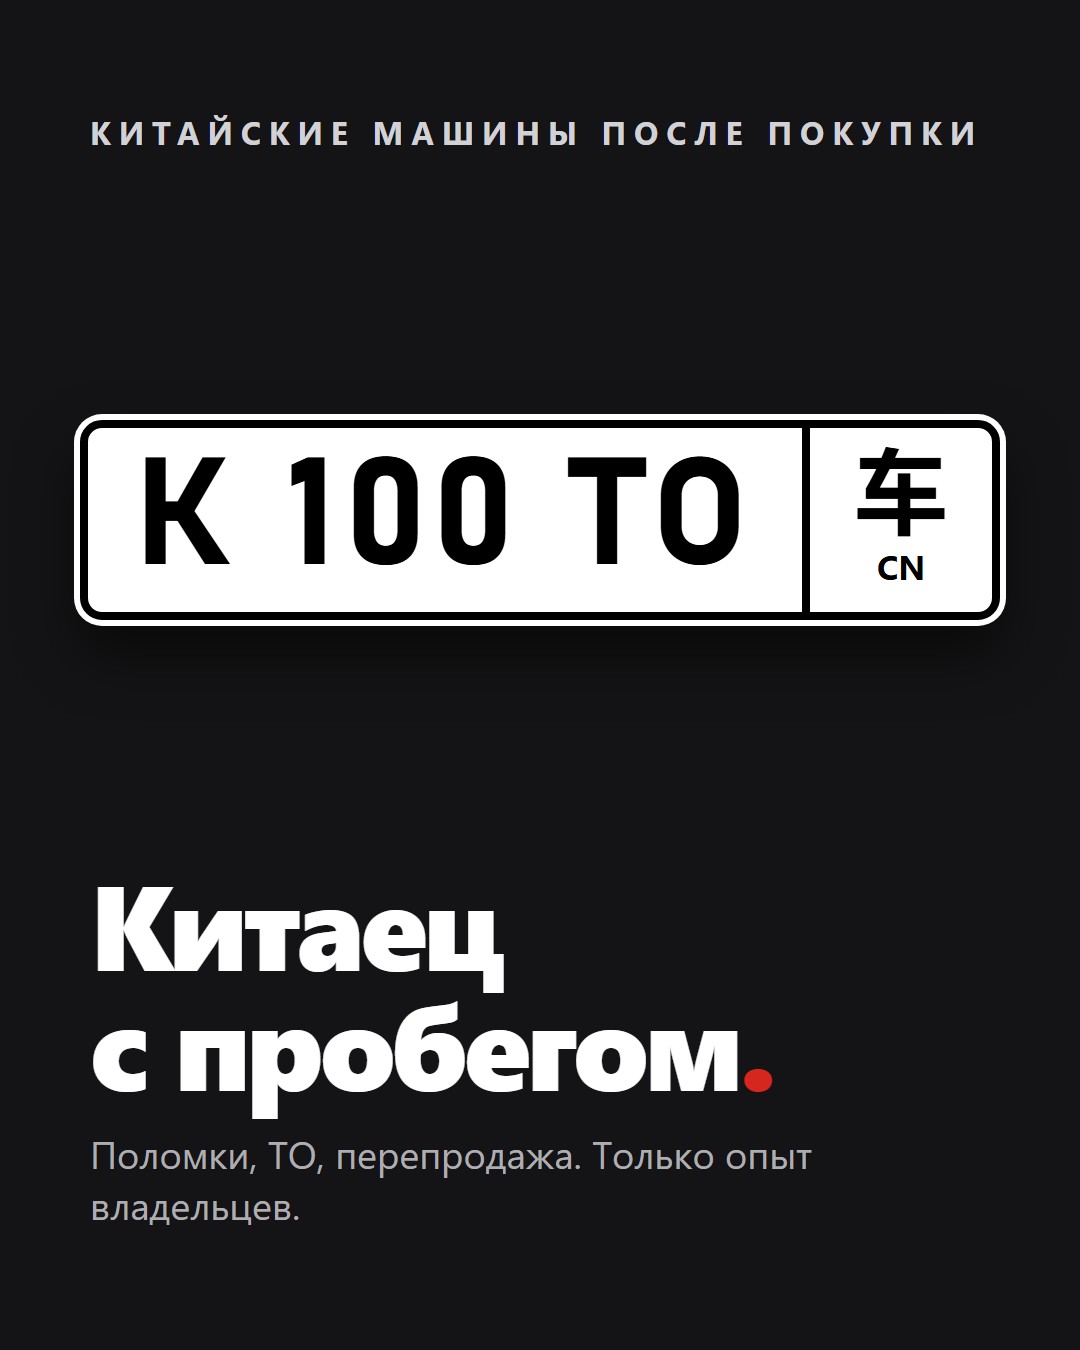 КИТАЙСКИЕ МАШИНЫ ПОСЛЕ ПОКУПКИ
К 100 ТО
车
CN
Китаец
с пробегом.
Поломки, ТО, перепродажа. Только опыт
владельцев.